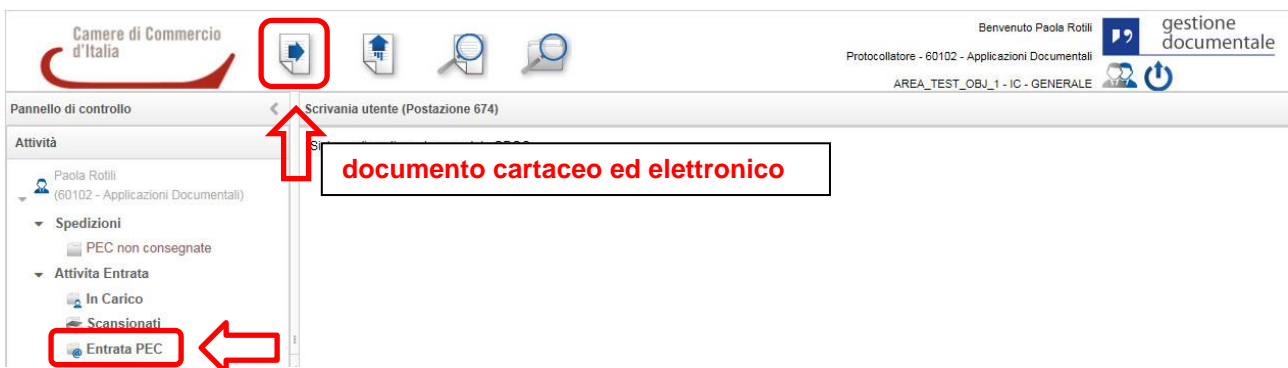 Camere di Commercio
d'Italia
Benvenuto Paola Rotili
Protocollatore - 60102 - Applicazioni Documentali
AREA_TEST_OBJ_1 - IC - GENERALE
gestione
documentale
Pannello di controllo
Scrivania utente (Postazione 674)
Attività
documento cartaceo ed elettronico
Paola Rotili
(60102 - Applicazioni Documentali)
Spedizioni
PEC non consegnate
Attivita Entrata
In Carico
Scansionati
Entrata PEC